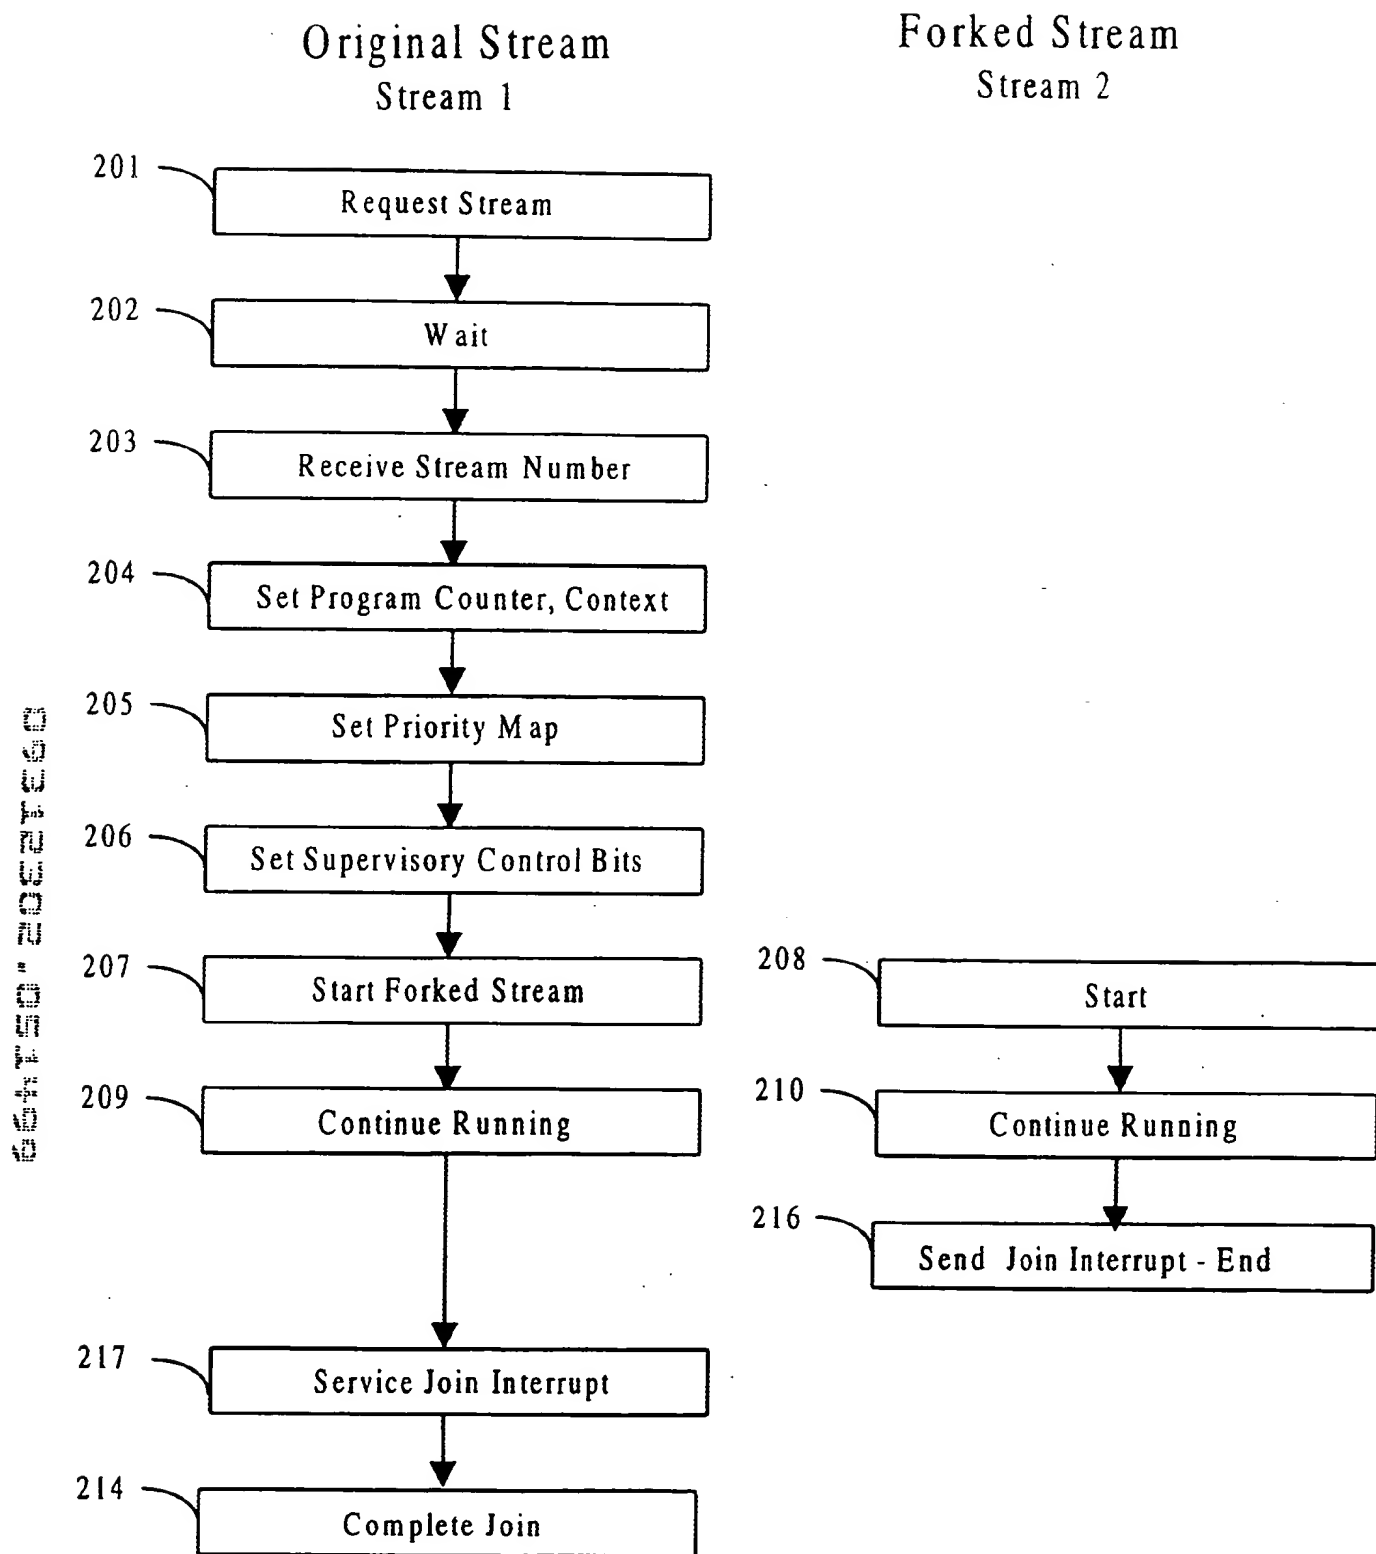 Original Stream
Stream 1
Forked Stream
Stream 2
201
Request Stream
202
Wait
203
Receive Stream Number
204
Set Program Counter, Context
205
Set Priority Map
206
Set Supervisory Control Bits
207
Start Forked Stream
208
Start
209
Continue Running
210
Continue Running
216
Send Join Interrupt - End
217
Service Join Interrupt
214
Complete Join